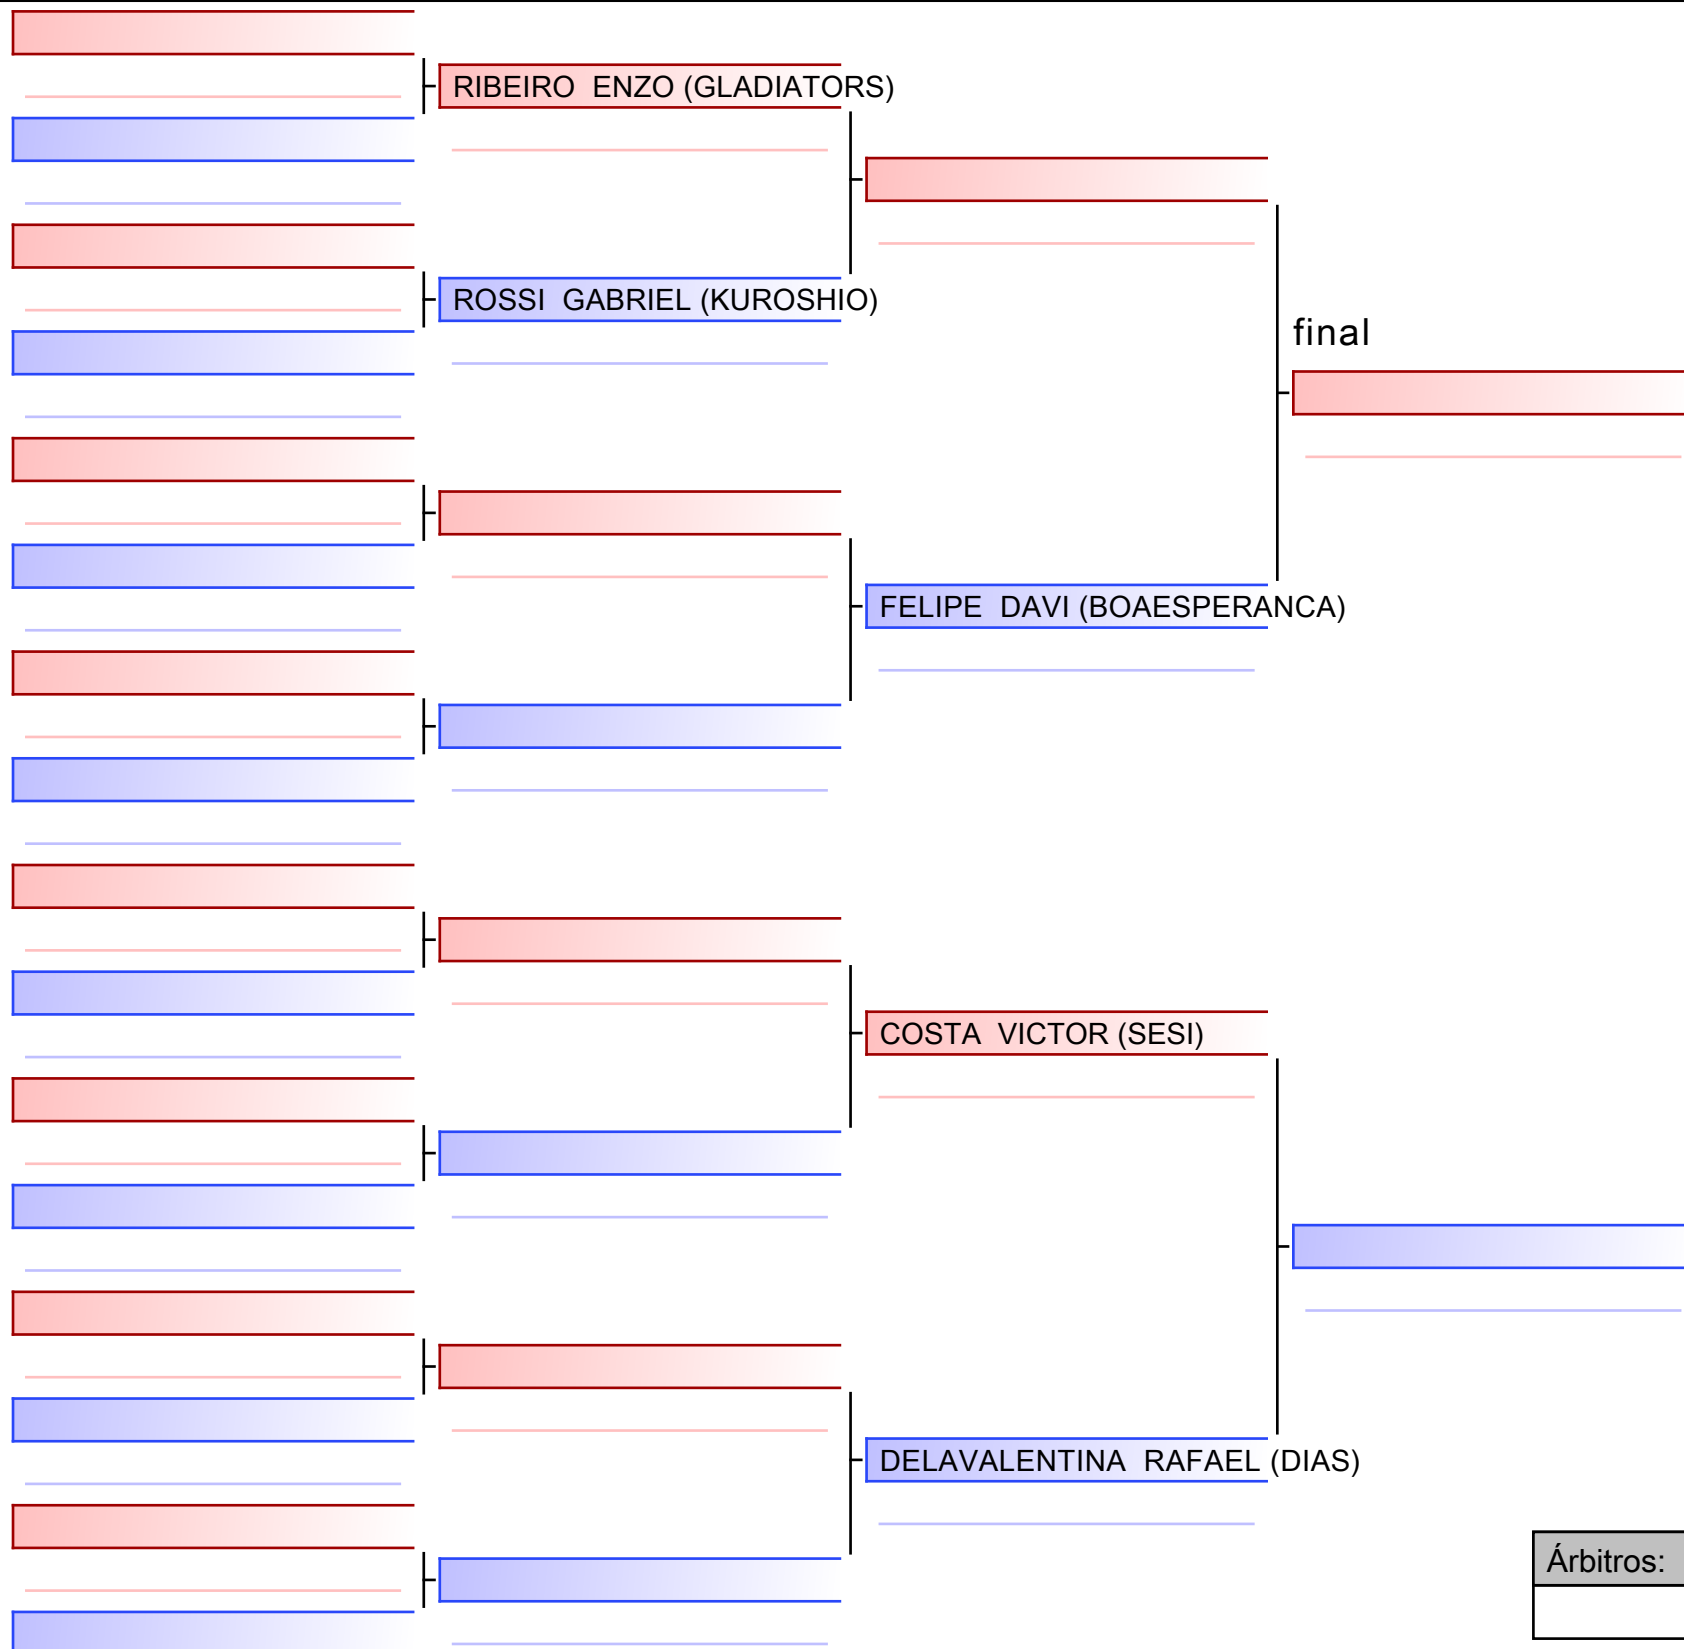 RIBEIRO ENZO (GLADIATORS)
ROSSI GABRIEL (KUROSHIO)
final
FELIPE DAVI (BOAESPERANCA)
COSTA VICTOR (SESI)
DELAVALENTINA RAFAEL (DIAS)
Árbitros: